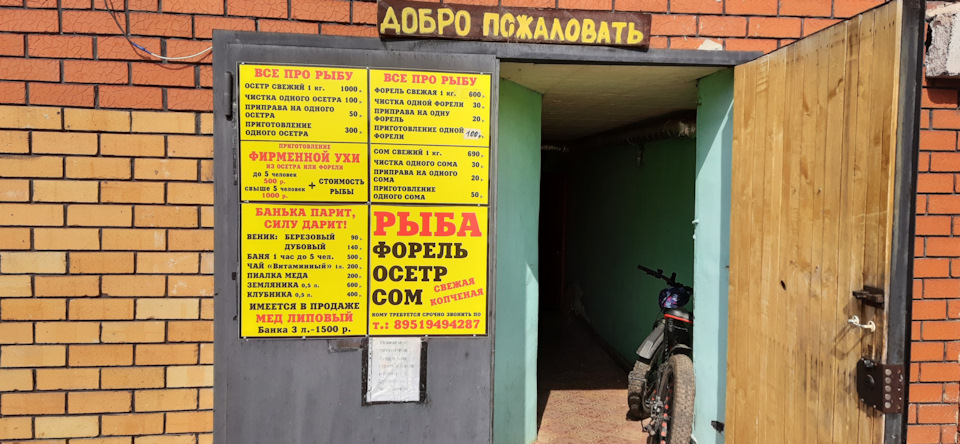 ДОБРО ПОЖАЛОВАТЬ
ВСЕ ПРО РЫБУ
ОСЕТР СВЕЖИЙ 1 КГ. 1000 р
ЧИСТКА ОДНОГО ОСЕТРА 100 р
ПРИПРАВА НА ОДНОГО
ОСЕТРА 50 р
ПРИГОТОВЛЕНИЕ
ОДНОГО ОСЕТРА 300 р
ПРИГОТОВЛЕНИЕ
ФИРМЕННОЙ УХИ
ИЗ ОСЕТРА ИЛИ ФОРЕЛИ
ДО 5 ЧЕЛОВЕК
500 р.
СВЫШЕ 5 ЧЕЛОВЕК
1000 р.
+ СТОИМОСТЬ
РЫБЫ
ВСЕ ПРО РЫБУ
ФОРЕЛЬ СВЕЖАЯ 1 КГ. 600 р
ЧИСТКА ОДНОЙ ФОРЕЛИ 30 р
ПРИПРАВА НА ОДНУ
ФОРЕЛЬ 20 р
ПРИГОТОВЛЕНИЕ ОДНОЙ
ФОРЕЛИ 100 р
СОМ СВЕЖИЙ 1 КГ. 690 р
ЧИСТКА ОДНОГО СОМА 30 р
ПРИПРАВА НА ОДНОГО
СОМА 20 р
ПРИГОТОВЛЕНИЕ
ОДНОГО СОМА 50 р
БАНЬКА ПАРИТ,
СИЛУ ДАРИТ!
ВЕНИК: БЕРЕЗОВЫЙ 90 р
ДУБОВЫЙ 140 р
БАНЯ 1 ЧАС ДО 5 ЧЕЛ. 500 р
ЧАЙ «Витаминный» 1л. 200 р
ПИАЛКА МЕДА 200 р
ЗЕМЛЯНИКА 0,5 л. 600 р
КЛУБНИКА 0,5 л. 400 р
ИМЕЕТСЯ В ПРОДАЖЕ
МЕД ЛИПОВЫЙ
Банка 3 л.-1500 р.
РЫБА
ФОРЕЛЬ
ОСЕТР
СОМ
СВЕЖАЯ
КОПЧЕНАЯ
КОМУ ТРЕБУЕТСЯ СРОЧНО ЗВОНИТЬ ПО
т.: 89519494287